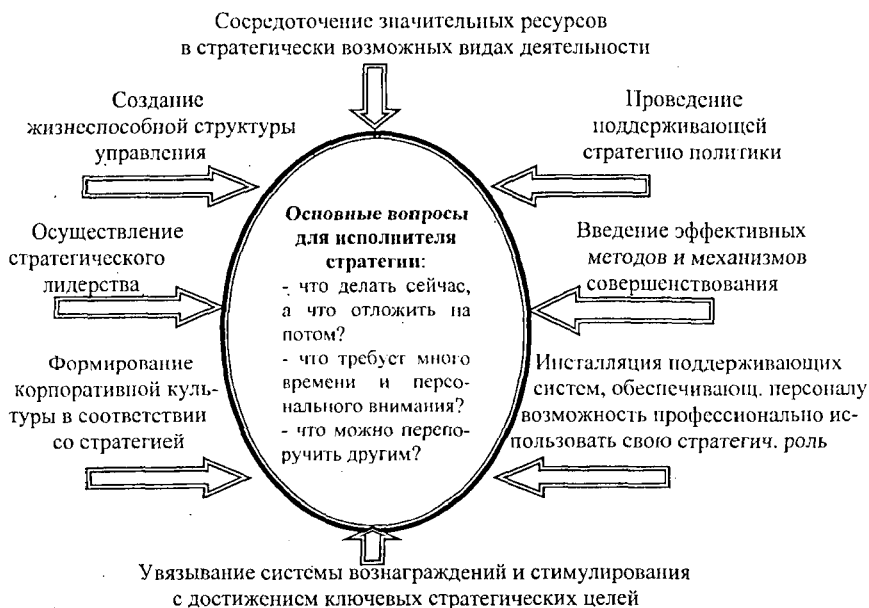 Сосредоточение значительных ресурсов
в стратегически возможных видах деятельности
Создание
жизнеспособной структуры
управления
Проведение
поддерживающей
стратегию политики
Осуществление
стратегического
лидерства
Основные вопросы
для исполнителя
стратегии:
- что делать сейчас,
а что отложить на
потом?
- что требует много
времени и персо-
нального внимания?
- что можно перепо-
ручить другим?
Введение эффективных
методов и механизмов
совершенствования
Формирование
корпоративной куль-
туры в соответствии
со стратегией
Инсталляция поддерживающих
систем, обеспечивающ. персоналу
возможность профессионально ис-
пользовать свою стратегич. роль
Увязывание системы вознаграждений и стимулирования
с достижением ключевых стратегических целей